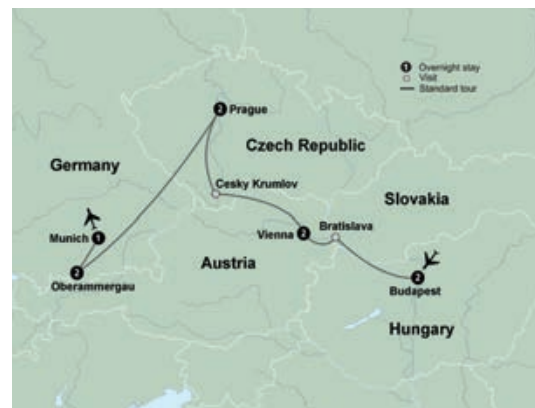 1 Overnight stay
Visit
Standard tour
2 Prague
Czech Republic
Germany
Cesky Krumlov
Slovakia
Munich 1
Vienna 2
Bratislava
Austria
2
Oberammergau
2
Budapest
Hungary